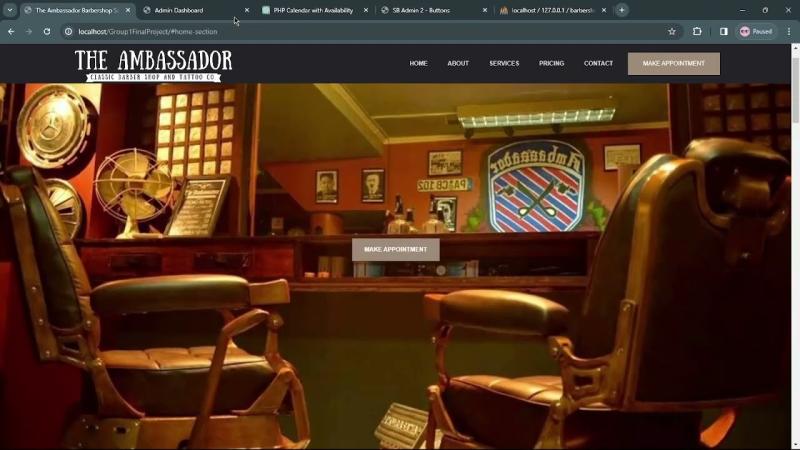 The Ambassador Barbershop S
Admin Dashboard
PHP Calendar with Availability
SB Admin 2 - Buttons
localhost / 127.0.0.1 / barbersh
localhost/Group1FinalProject/#home-section
Paused
THE AMBASSADOR
CLASSIC BARBER SHOP AND TATTOO CO.
HOME
ABOUT
SERVICES
PRICING
CONTACT
MAKE APPOINTMENT
Ambassador
MAKE APPOINTMENT